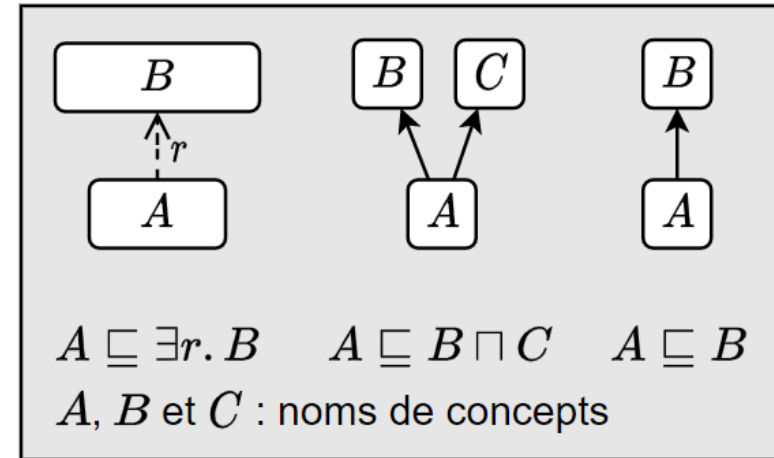 B B C B
r
A A A
A ⊑ ∃r. B A ⊑ B ⊓ C A ⊑ B
A, B et C : noms de concepts